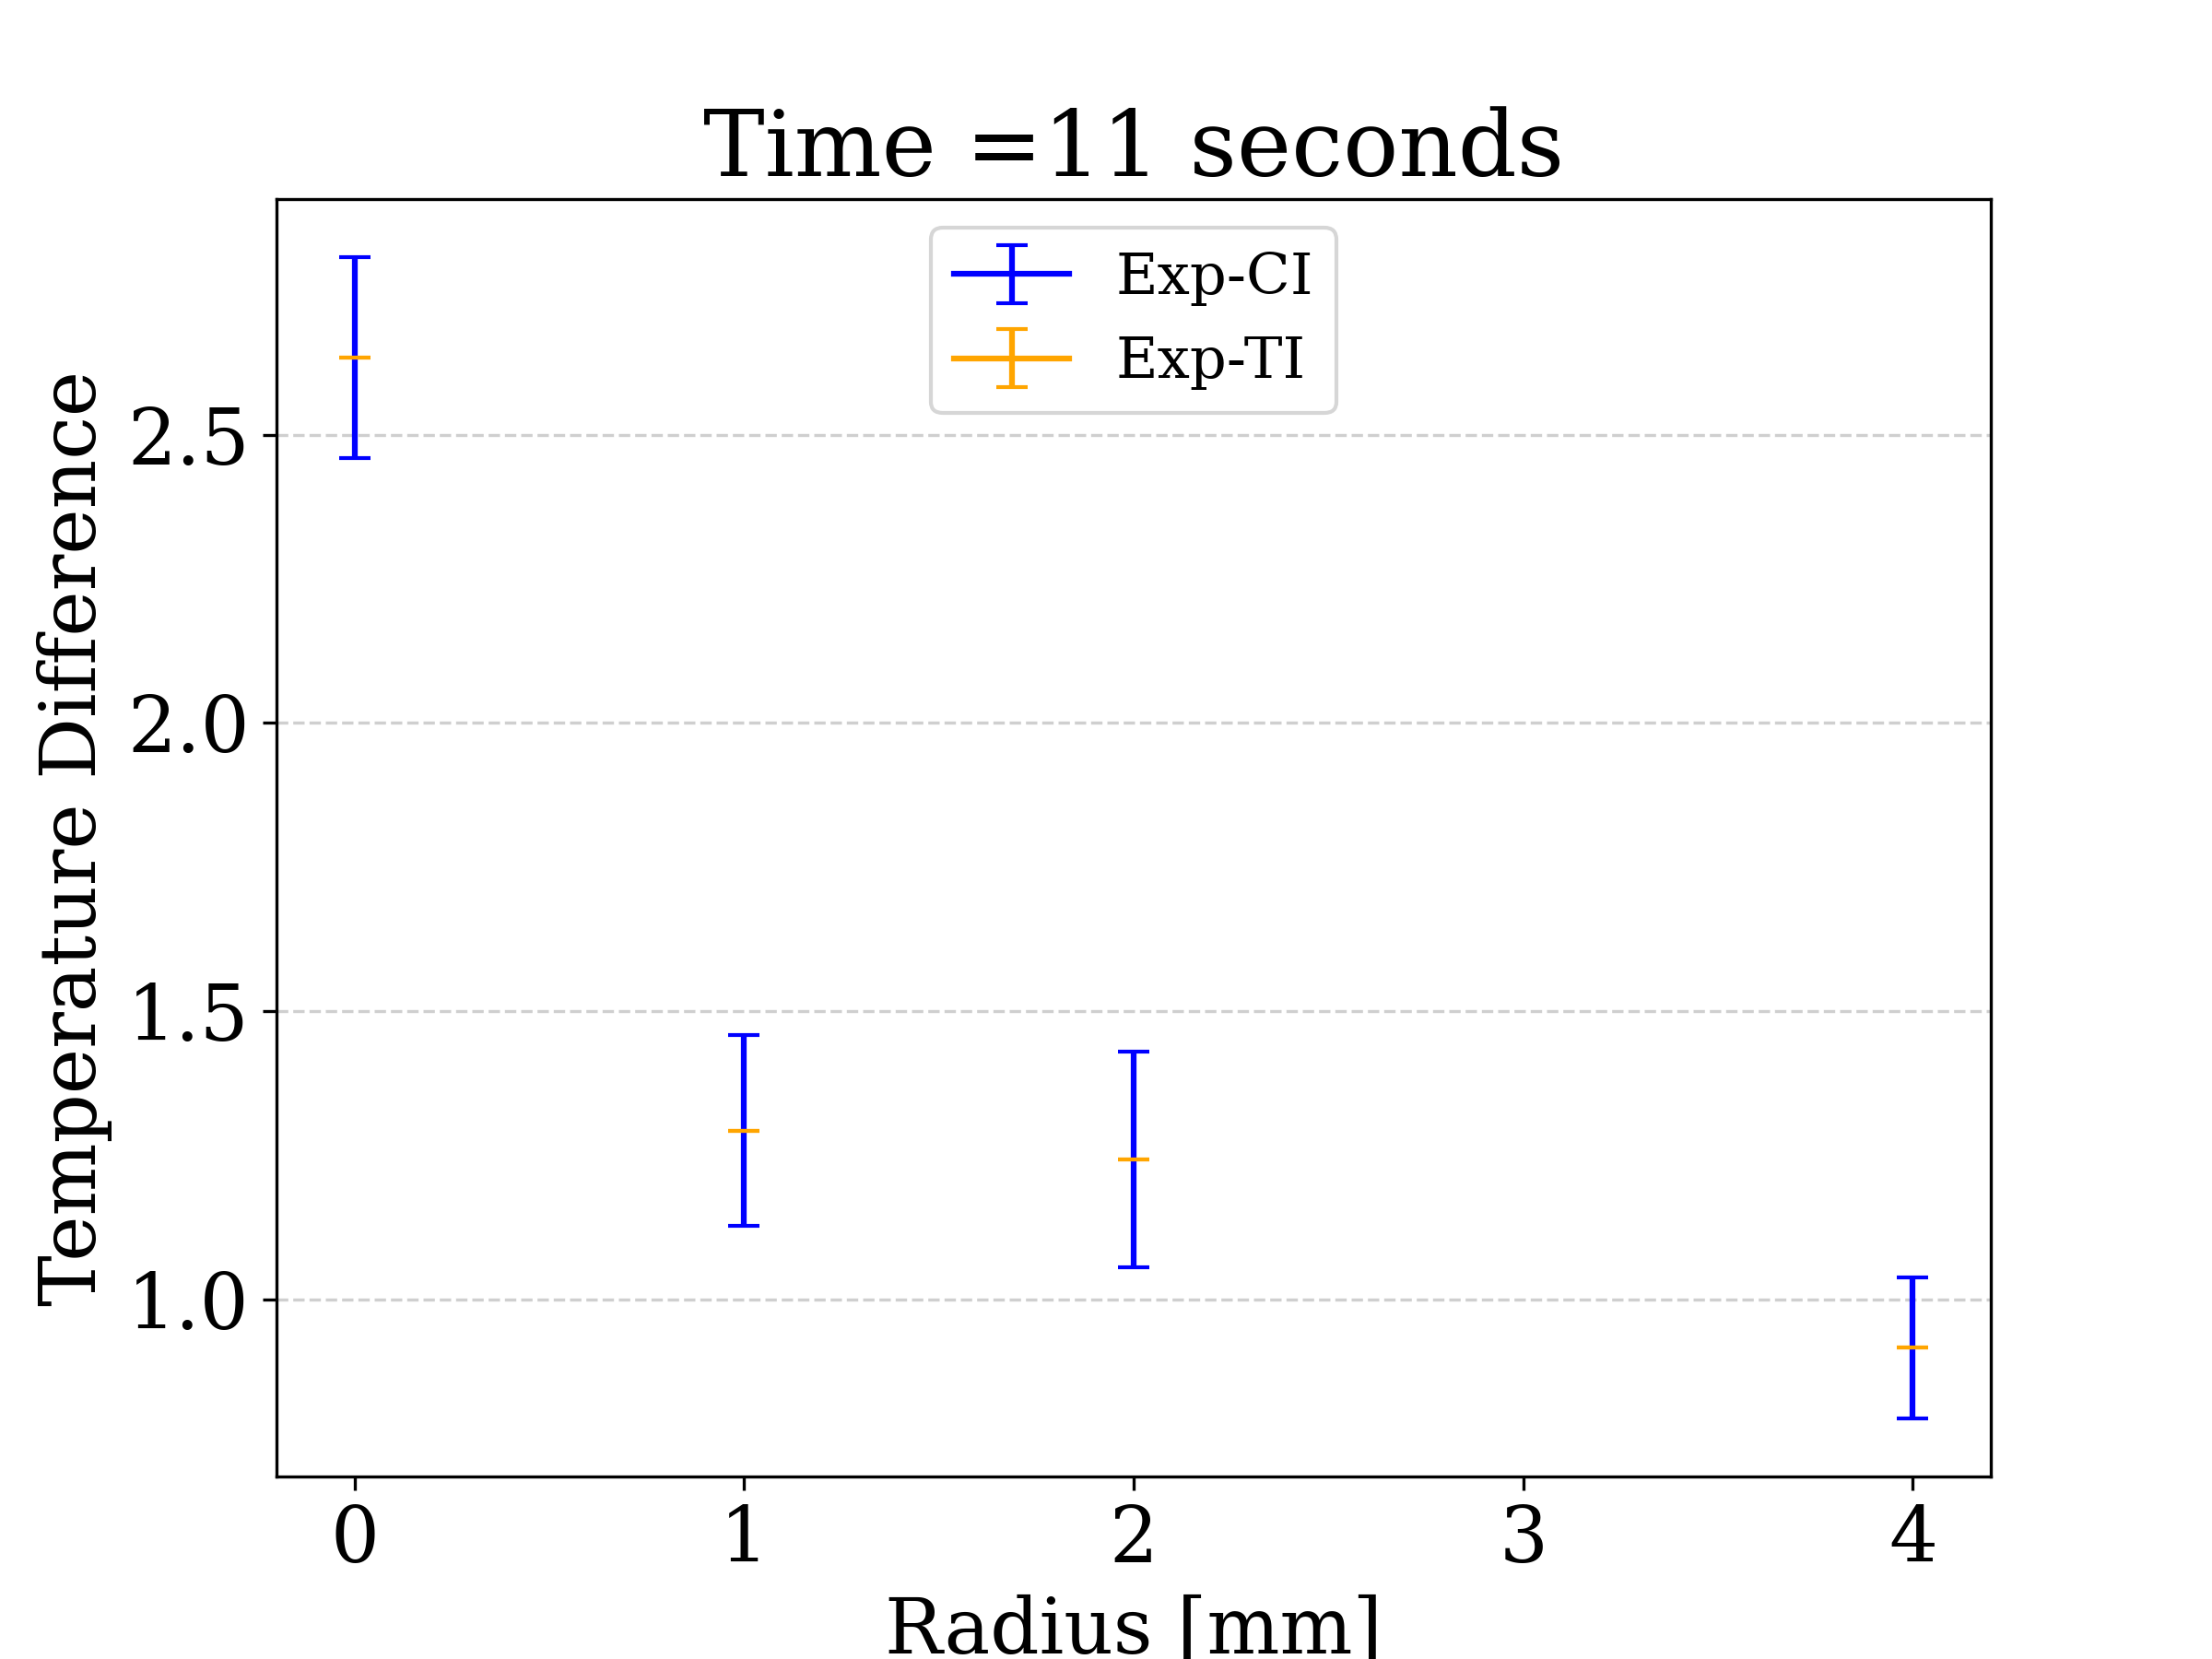 Time =11 seconds
Exp-CI
Exp-TI
Temperature Difference
2.5
2.0
1.5
1.0
0 1 2 3 4
Radius [mm]